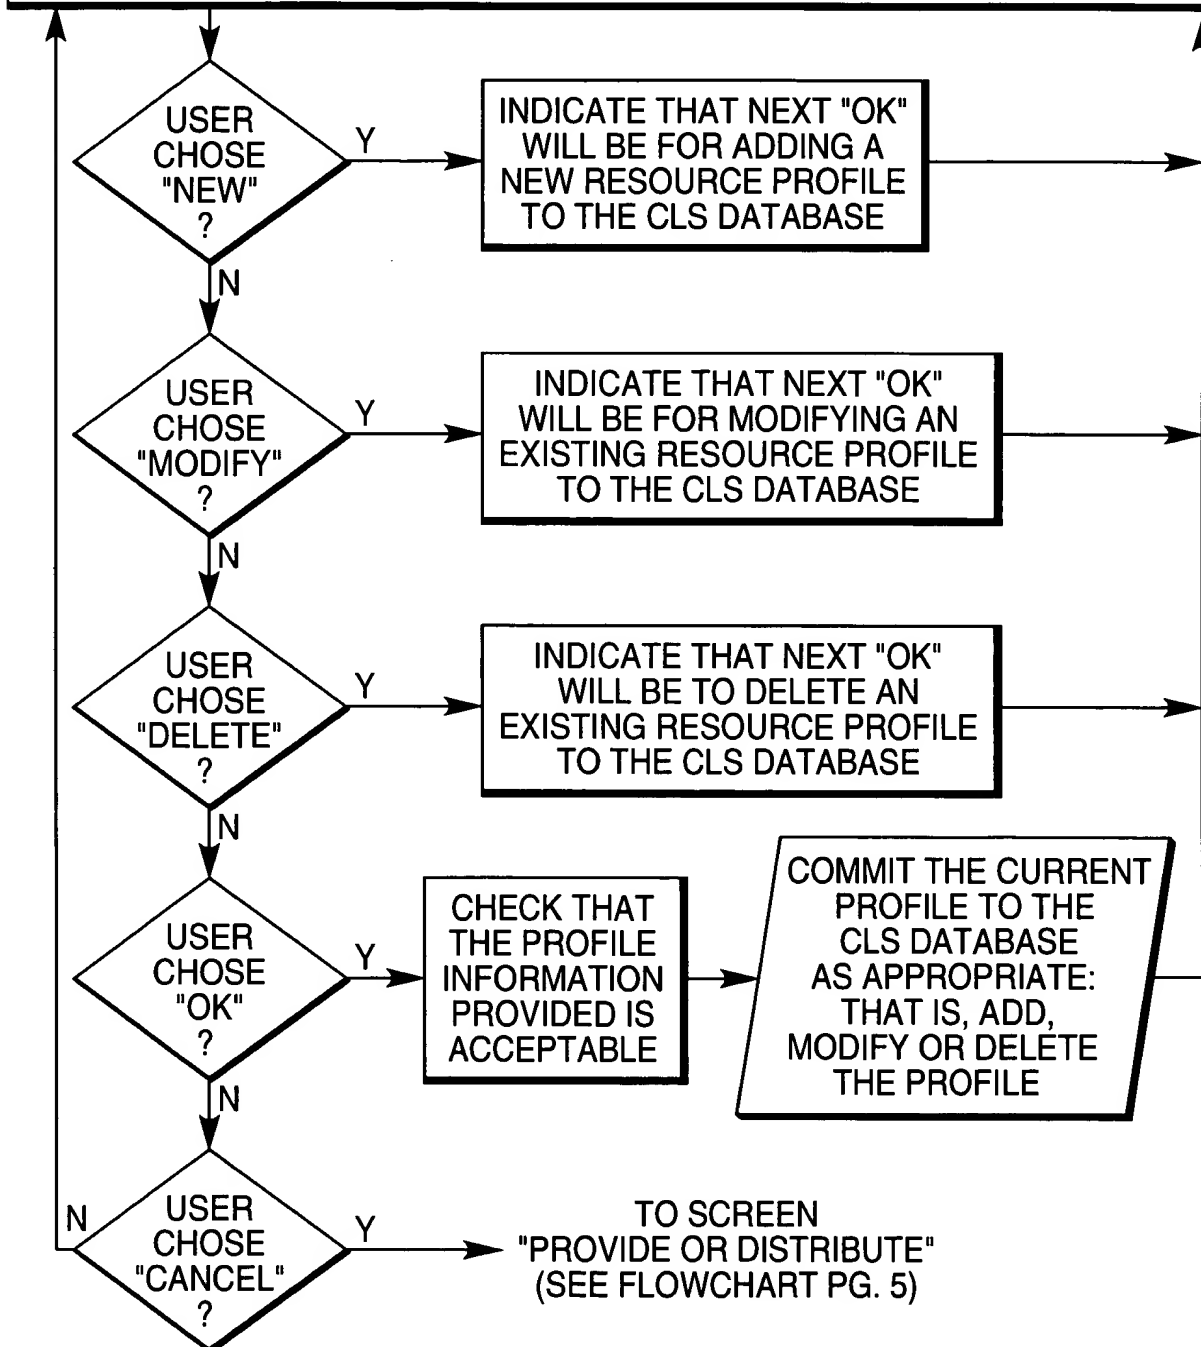 USER
CHOSE
"NEW"
?
Y
INDICATE THAT NEXT "OK"
WILL BE FOR ADDING A
NEW RESOURCE PROFILE
TO THE CLS DATABASE
N
USER
CHOSE
"MODIFY"
?
Y
INDICATE THAT NEXT "OK"
WILL BE FOR MODIFYING AN
EXISTING RESOURCE PROFILE
TO THE CLS DATABASE
N
USER
CHOSE
"DELETE"
?
Y
INDICATE THAT NEXT "OK"
WILL BE TO DELETE AN
EXISTING RESOURCE PROFILE
TO THE CLS DATABASE
N
USER
CHOSE
"OK"
?
Y
CHECK THAT
THE PROFILE
INFORMATION
PROVIDED IS
ACCEPTABLE
COMMIT THE CURRENT
PROFILE TO THE
CLS DATABASE
AS APPROPRIATE:
THAT IS, ADD,
MODIFY OR DELETE
THE PROFILE
N
N
USER
CHOSE
"CANCEL"
?
Y
TO SCREEN
"PROVIDE OR DISTRIBUTE"
(SEE FLOWCHART PG. 5)